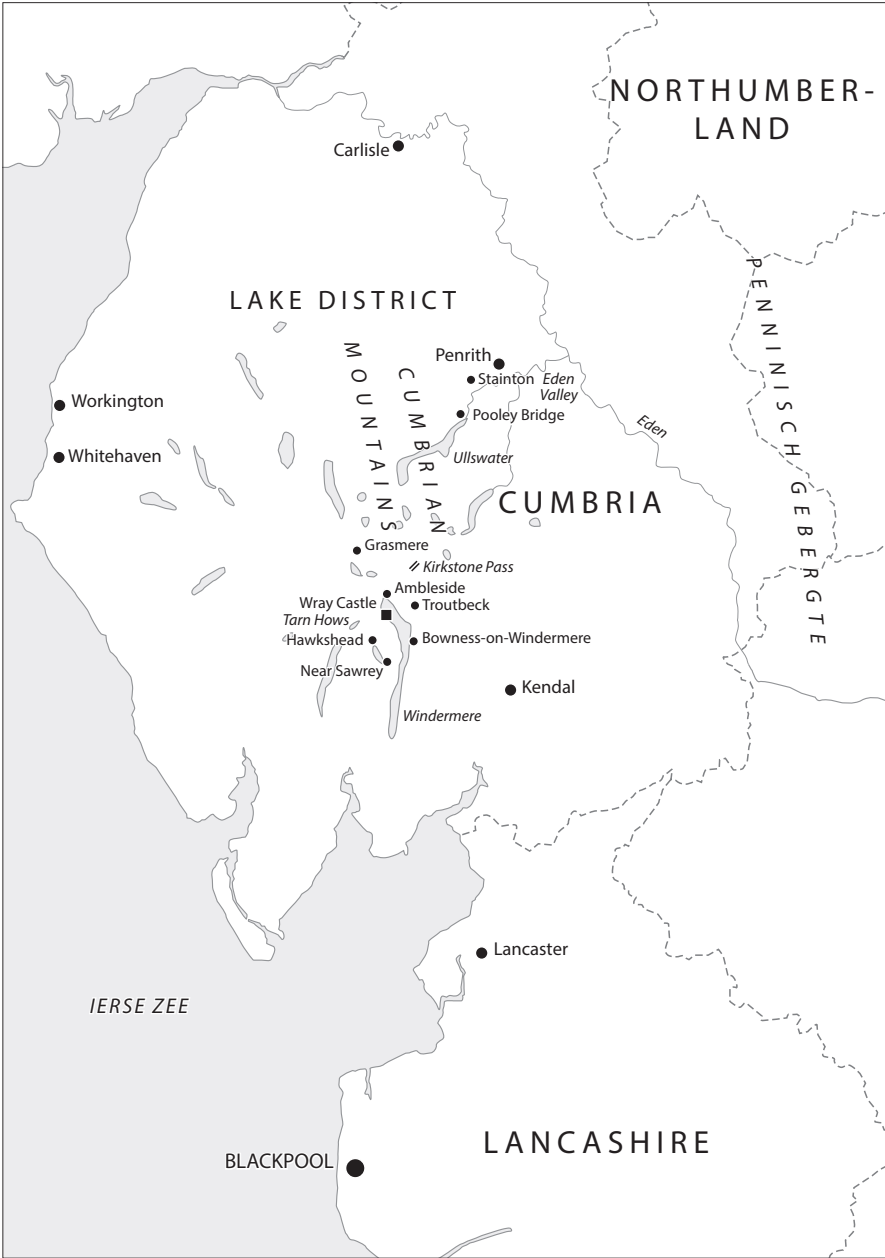 NORTHUMBER-
LAND
Carlisle
PENNINISCH GEBERGTE
LAKE DISTRICT
MOUNTAINS
CUMBRIAN
Penrith
Stainton
Eden
Valley
Workington
Pooley Bridge
Eden
Whitehaven
Ullswater
CUMBRIA
Grasmere
Kirkstone Pass
Ambleside
Wray Castle
Troutbeck
Tarn Hows
Hawkshead
Bowness-on-Windermere
Near Sawrey
Kendal
Windermere
Lancaster
IERSE ZEE
LANCASHIRE
BLACKPOOL